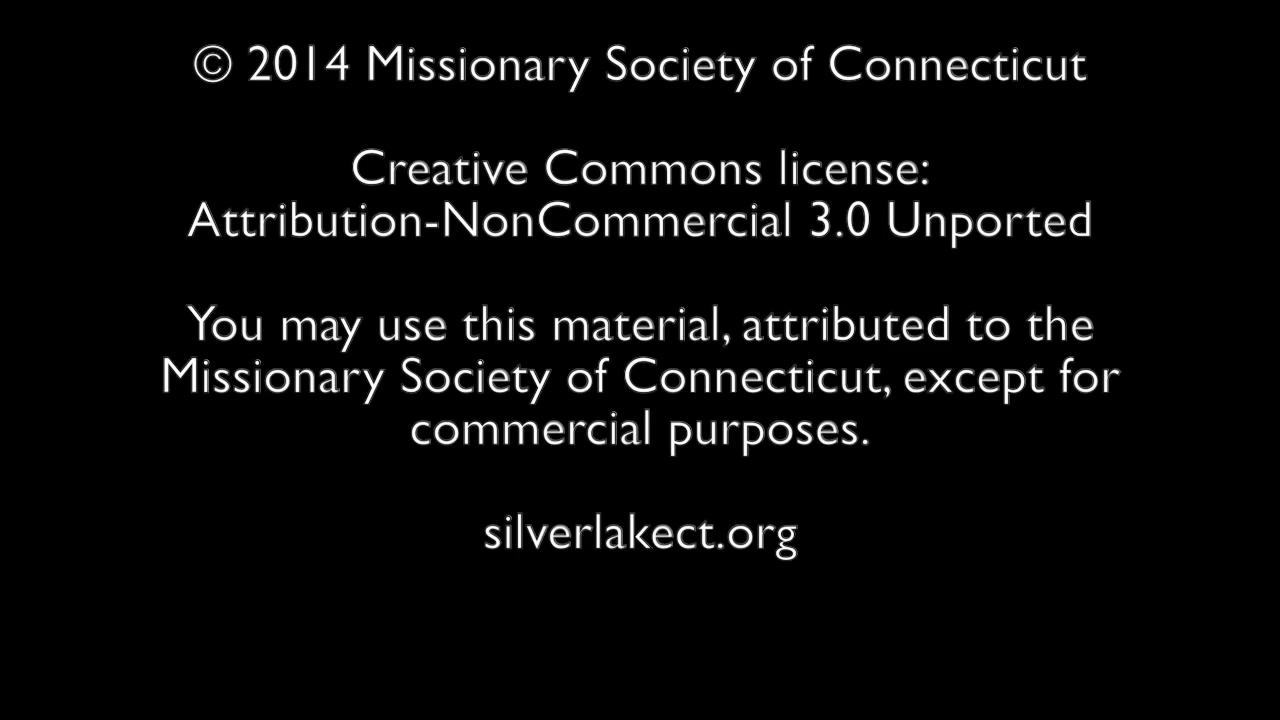 © 2014 Missionary Society of Connecticut
Creative Commons license:
Attribution-NonCommercial 3.0 Unported
You may use this material, attributed to the
Missionary Society of Connecticut, except for
commercial purposes.
silverlakect.org